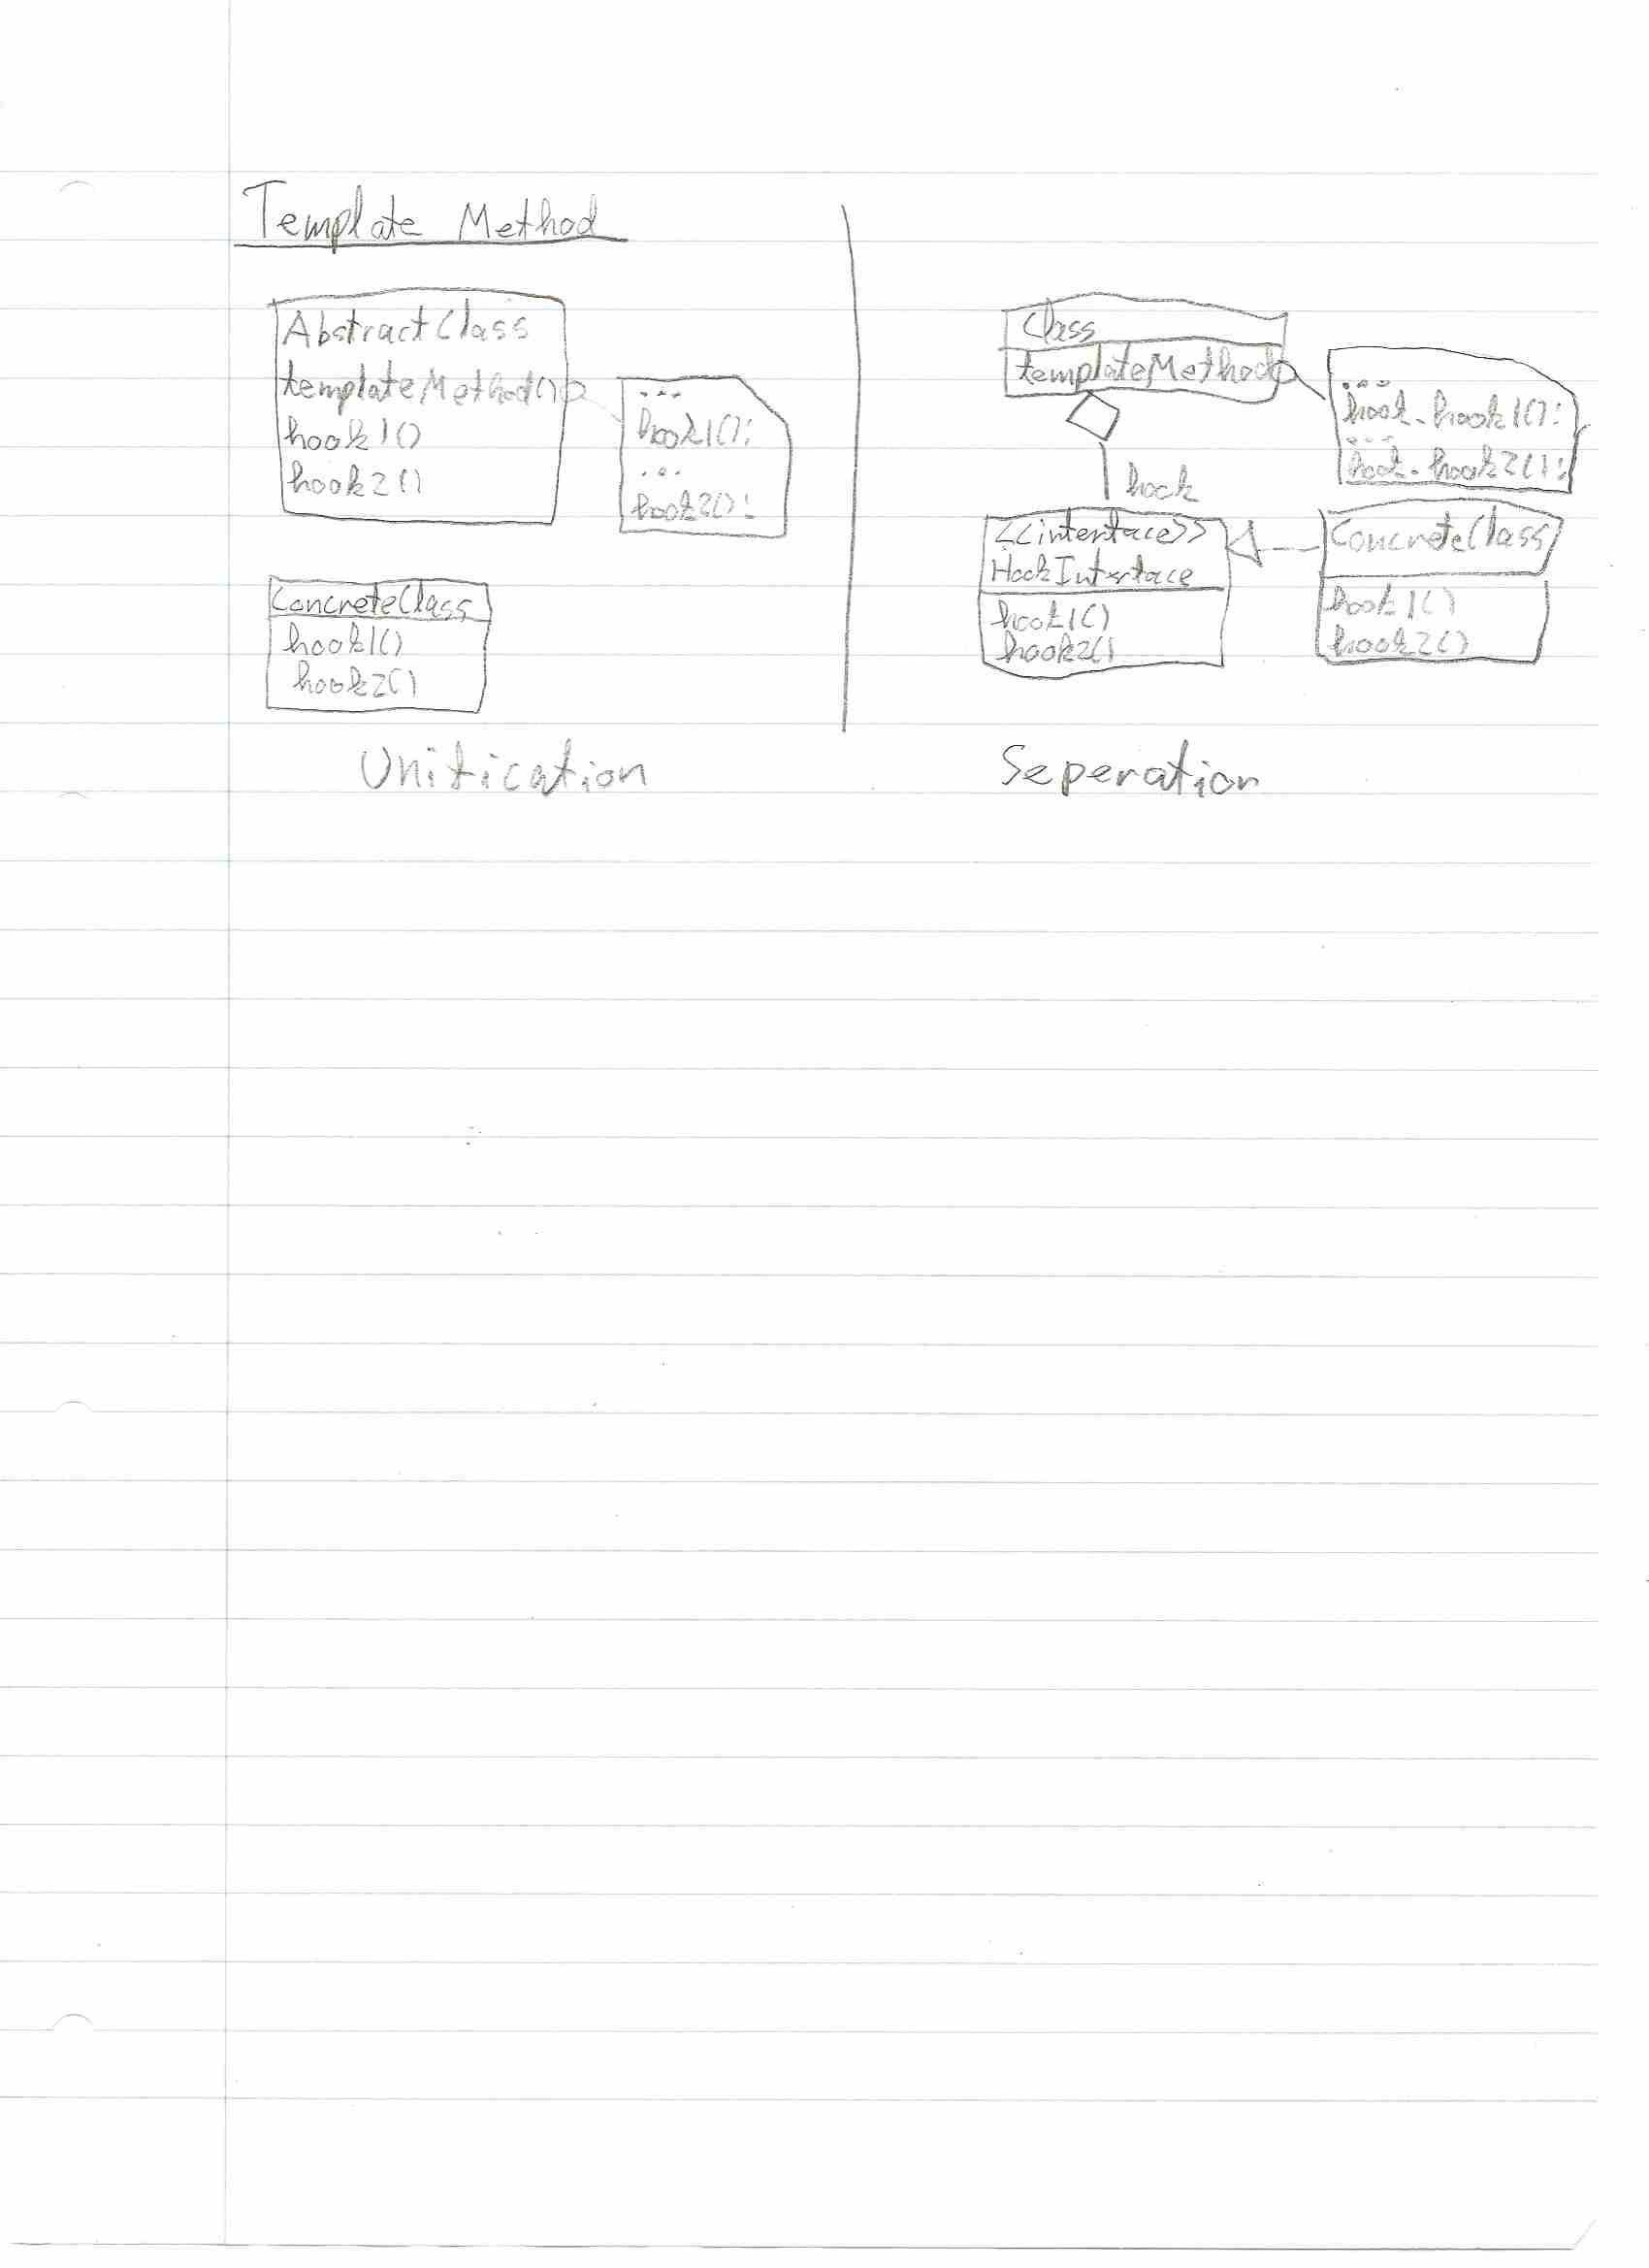 Template Method
AbstractClass
templateMethod()
hook1()
hook2()
...
hook1();
...
hook2();
ConcreteClass
hook1()
hook2()
Unification
Class
templateMethod
...
hook.hook1();
...
hook.hook2();
hook
<<interface>>
HookInterface
hook1()
hook2()
ConcreteClass
hook1()
hook2()
Seperation